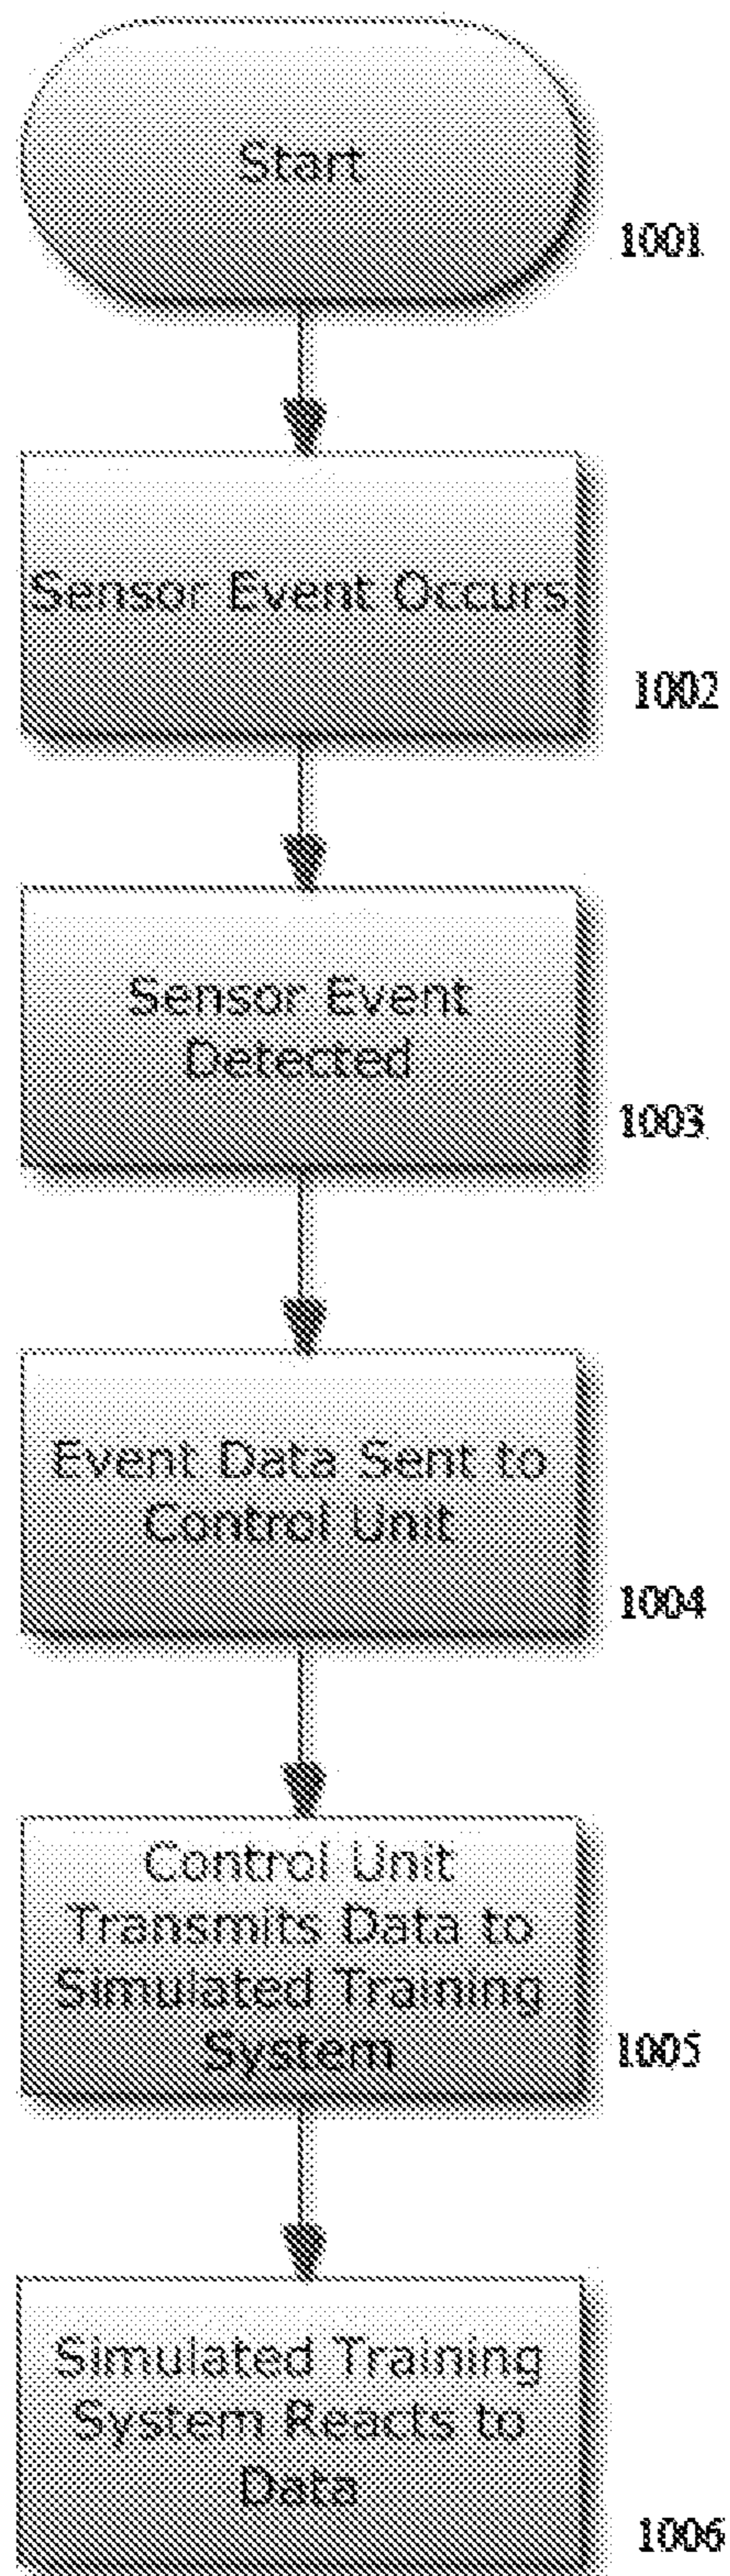 Start
1001
Sensor Event Occurs
1002
Sensor Event
Detected
1003
Event Data Sent to
Control Unit
1004
Control Unit
Transmits Data to
Simulated Training
System
1005
Simulated Training
System Reacts to
Data
1006